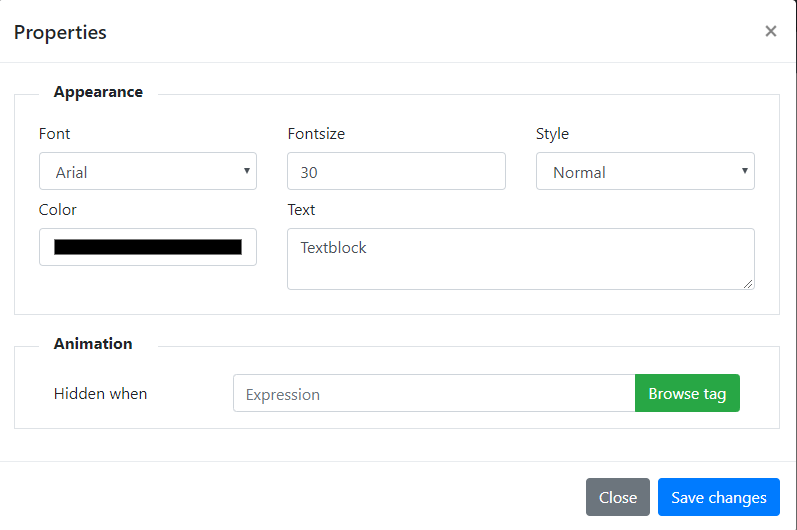 Properties ×
Appearance
Font Fontsize Style
Arial 30 Normal
Color Text
Textblock
Animation
Hidden when Expression Browse tag
Close Save changes